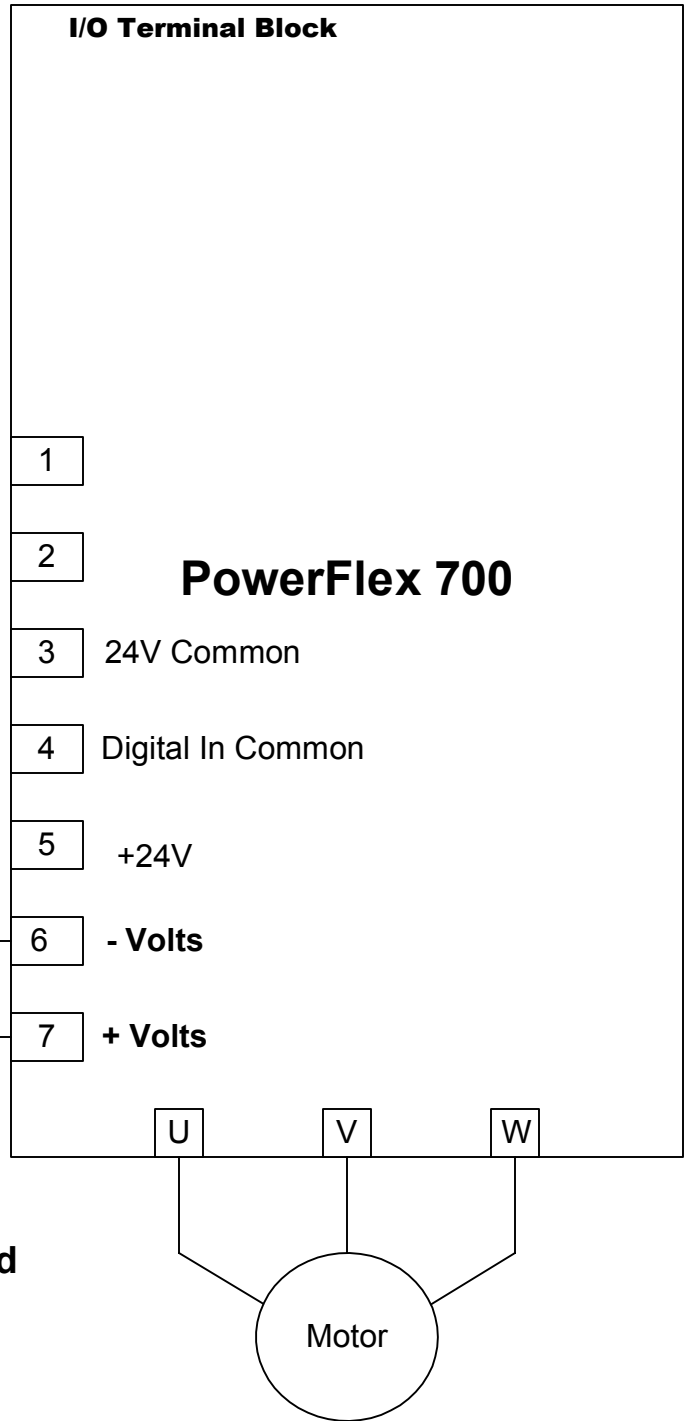 I/O Terminal Block
1
2
PowerFlex 700
3 24V Common
4 Digital In Common
5 +24V
6 - Volts
7 + Volts
U V W
d
Motor